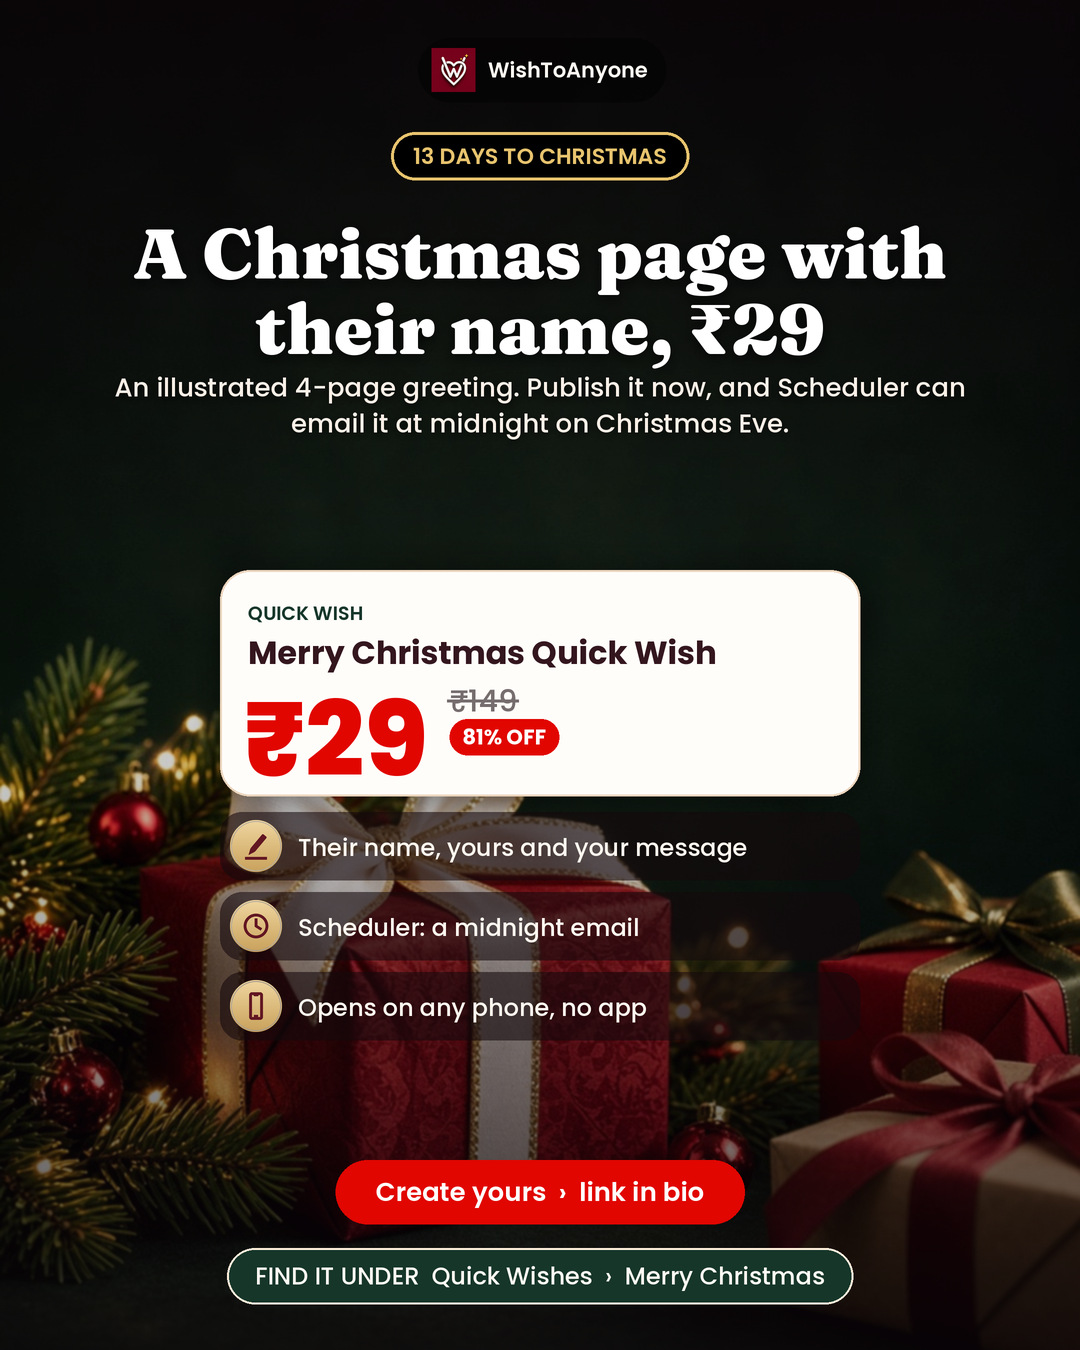 WishToAnyone
13 DAYS TO CHRISTMAS
A Christmas page with
their name, ₹29
An illustrated 4-page greeting. Publish it now, and Scheduler can
email it at midnight on Christmas Eve.
QUICK WISH
Merry Christmas Quick Wish
₹29
₹149
81% OFF
Their name, yours and your message
Scheduler: a midnight email
Opens on any phone, no app
Create yours › link in bio
FIND IT UNDER Quick Wishes › Merry Christmas